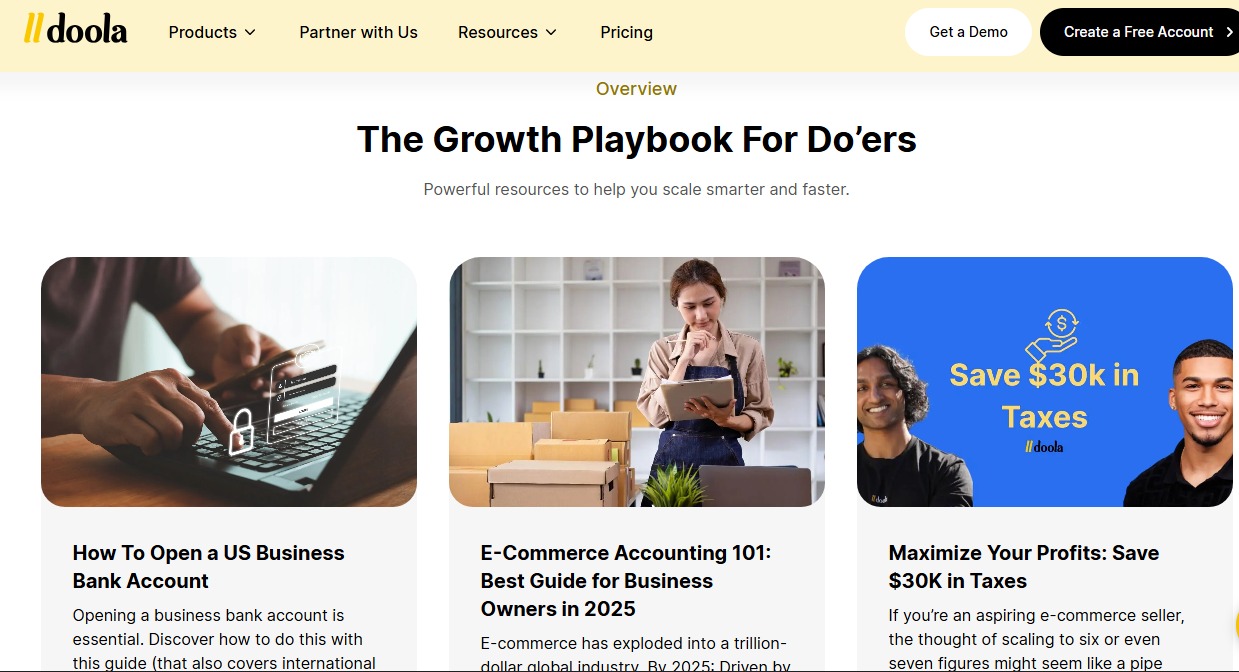 doola
Products
Partner with Us
Resources
Pricing
Get a Demo
Create a Free Account
Overview
The Growth Playbook For Do’ers
Powerful resources to help you scale smarter and faster.
Save $30k in
Taxes
doola
doola
How To Open a US Business
Bank Account
Opening a business bank account is
essential. Discover how to do this with
this guide (that also covers international
E-Commerce Accounting 101:
Best Guide for Business
Owners in 2025
E-commerce has exploded into a trillion-
dollar global industry. By 2025: Driven by
Maximize Your Profits: Save
$30K in Taxes
If you’re an aspiring e-commerce seller,
the thought of scaling to six or even
seven figures might seem like a pipe